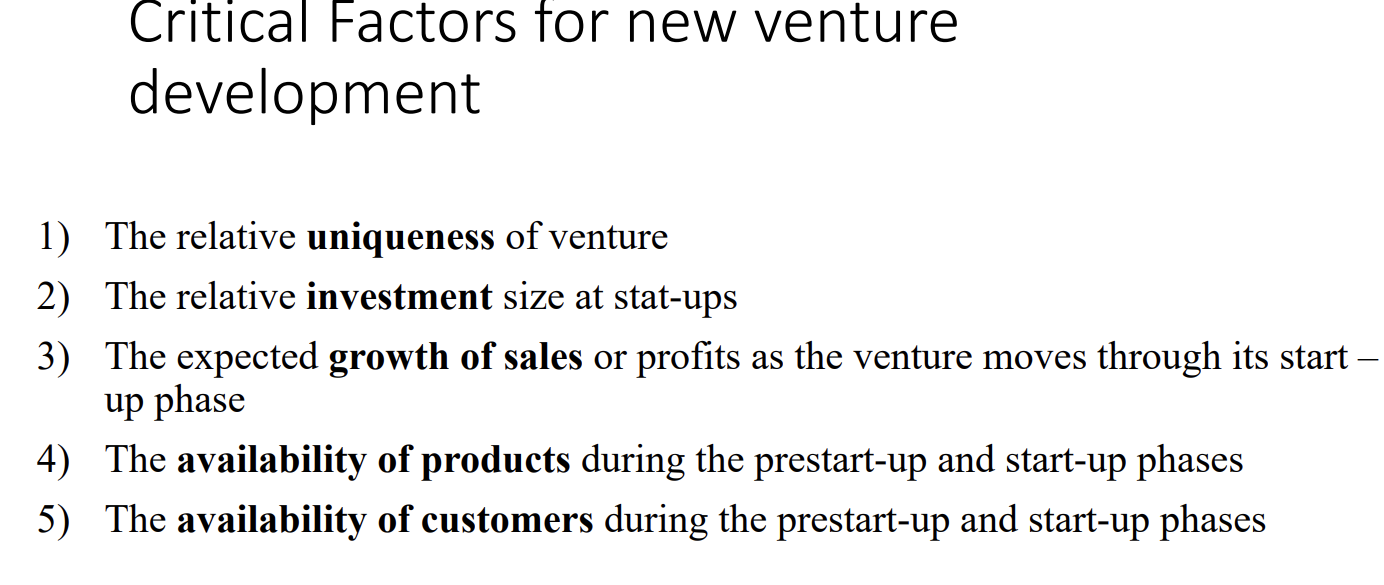 Critical Factors for new venture
development
1) The relative uniqueness of venture
2) The relative investment size at stat-ups
3) The expected growth of sales or profits as the venture moves through its start –
up phase
4) The availability of products during the prestart-up and start-up phases
5) The availability of customers during the prestart-up and start-up phases